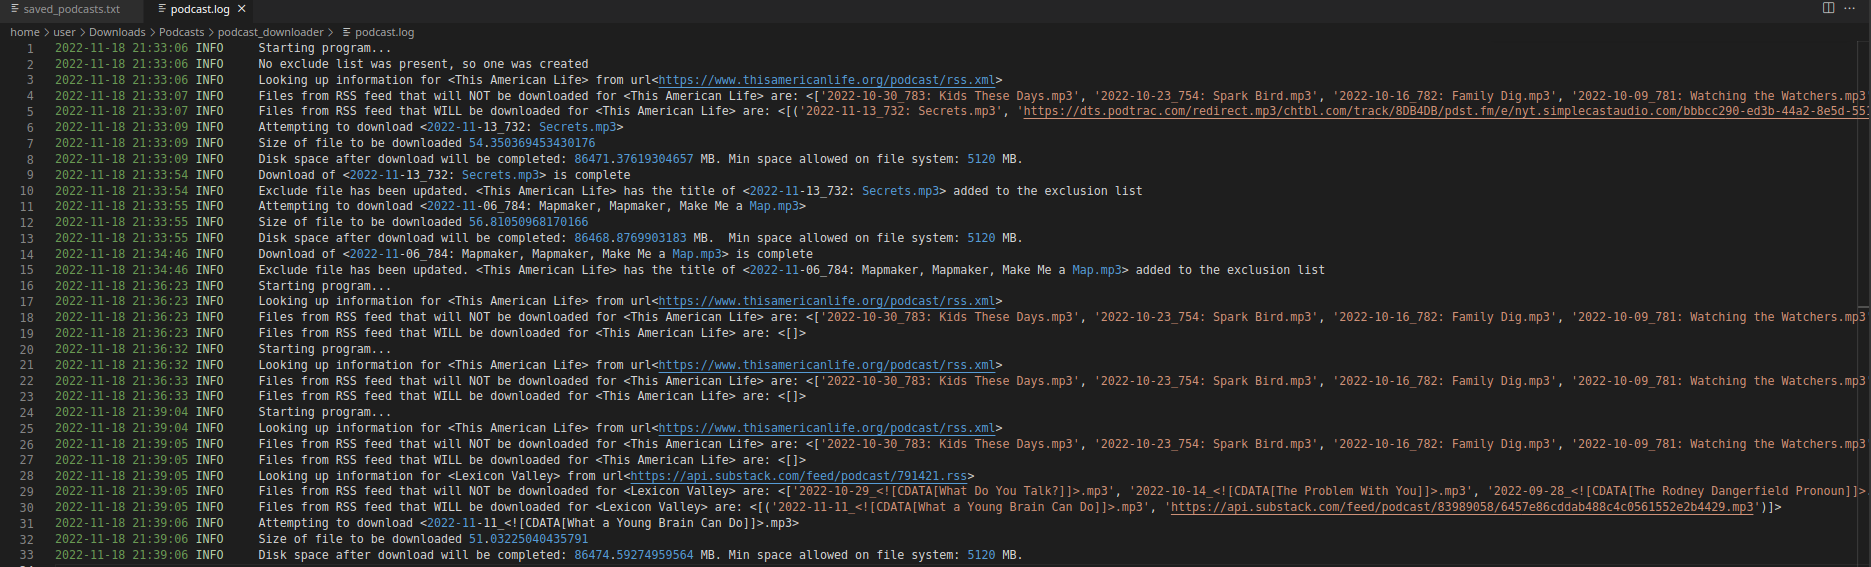 saved_podcasts.txt podcast.log
home > user > Downloads > Podcasts > podcast_downloader > podcast.log
1 2022-11-18 21:33:06 INFO Starting program...
2 2022-11-18 21:33:06 INFO No exclude list was present, so one was created
3 2022-11-18 21:33:06 INFO Looking up information for <This American Life> from url<https://www.thisamericanlife.org/podcast/rss.xml>
4 2022-11-18 21:33:07 INFO Files from RSS feed that will NOT be downloaded for <This American Life> are: <['2022-10-30_783: Kids These Days.mp3', '2022-10-23_754: Spark Bird.mp3', '2022-10-16_782: Family Dig.mp3', '2022-10-09_781: Watching the Watchers.mp3'
5 2022-11-18 21:33:07 INFO Files from RSS feed that WILL be downloaded for <This American Life> are: <[('2022-11-13_732: Secrets.mp3', 'https://dts.podtrac.com/redirect.mp3/chtbl.com/track/8DB4DB/pdst.fm/e/nyt.simplecastaudio.com/bbbcc290-ed3b-44a2-8e5d-55
6 2022-11-18 21:33:09 INFO Attempting to download <2022-11-13_732: Secrets.mp3>
7 2022-11-18 21:33:09 INFO Size of file to be downloaded 54.350369453430176
8 2022-11-18 21:33:09 INFO Disk space after download will be completed: 86471.37619304657 MB. Min space allowed on file system: 5120 MB.
9 2022-11-18 21:33:54 INFO Download of <2022-11-13_732: Secrets.mp3> is complete
10 2022-11-18 21:33:54 INFO Exclude file has been updated. <This American Life> has the title of <2022-11-13_732: Secrets.mp3> added to the exclusion list
11 2022-11-18 21:33:55 INFO Attempting to download <2022-11-06_784: Mapmaker, Mapmaker, Make Me a Map.mp3>
12 2022-11-18 21:33:55 INFO Size of file to be downloaded 56.81050968170166
13 2022-11-18 21:33:55 INFO Disk space after download will be completed: 86468.8769903183 MB. Min space allowed on file system: 5120 MB.
14 2022-11-18 21:34:46 INFO Download of <2022-11-06_784: Mapmaker, Mapmaker, Make Me a Map.mp3> is complete
15 2022-11-18 21:34:46 INFO Exclude file has been updated. <This American Life> has the title of <2022-11-06_784: Mapmaker, Mapmaker, Make Me a Map.mp3> added to the exclusion list
16 2022-11-18 21:36:23 INFO Starting program...
17 2022-11-18 21:36:23 INFO Looking up information for <This American Life> from url<https://www.thisamericanlife.org/podcast/rss.xml>
18 2022-11-18 21:36:23 INFO Files from RSS feed that will NOT be downloaded for <This American Life> are: <['2022-10-30_783: Kids These Days.mp3', '2022-10-23_754: Spark Bird.mp3', '2022-10-16_782: Family Dig.mp3', '2022-10-09_781: Watching the Watchers.mp3'
19 2022-11-18 21:36:23 INFO Files from RSS feed that WILL be downloaded for <This American Life> are: <[]>
20 2022-11-18 21:36:32 INFO Starting program...
21 2022-11-18 21:36:32 INFO Looking up information for <This American Life> from url<https://www.thisamericanlife.org/podcast/rss.xml>
22 2022-11-18 21:36:33 INFO Files from RSS feed that will NOT be downloaded for <This American Life> are: <['2022-10-30_783: Kids These Days.mp3', '2022-10-23_754: Spark Bird.mp3', '2022-10-16_782: Family Dig.mp3', '2022-10-09_781: Watching the Watchers.mp3'
23 2022-11-18 21:36:33 INFO Files from RSS feed that WILL be downloaded for <This American Life> are: <[]>
24 2022-11-18 21:39:04 INFO Starting program...
25 2022-11-18 21:39:04 INFO Looking up information for <This American Life> from url<https://www.thisamericanlife.org/podcast/rss.xml>
26 2022-11-18 21:39:05 INFO Files from RSS feed that will NOT be downloaded for <This American Life> are: <['2022-10-30_783: Kids These Days.mp3', '2022-10-23_754: Spark Bird.mp3', '2022-10-16_782: Family Dig.mp3', '2022-10-09_781: Watching the Watchers.mp3'
27 2022-11-18 21:39:05 INFO Files from RSS feed that WILL be downloaded for <This American Life> are: <[]>
28 2022-11-18 21:39:05 INFO Looking up information for <Lexicon Valley> from url<https://api.substack.com/feed/podcast/791421.rss>
29 2022-11-18 21:39:05 INFO Files from RSS feed that will NOT be downloaded for <Lexicon Valley> are: <['2022-10-29_<![CDATA[What Do You Talk?]]>.mp3', '2022-10-14_<![CDATA[The Problem With You]]>.mp3', '2022-09-28_<![CDATA[The Rodney Dangerfield Pronoun]]>
30 2022-11-18 21:39:05 INFO Files from RSS feed that WILL be downloaded for <Lexicon Valley> are: <[('2022-11-11_<![CDATA[What a Young Brain Can Do]]>.mp3', 'https://api.substack.com/feed/podcast/83989058/6457e86cddab488c4c0561552e2b4429.mp3')]>
31 2022-11-18 21:39:06 INFO Attempting to download <2022-11-11_<![CDATA[What a Young Brain Can Do]]>.mp3>
32 2022-11-18 21:39:06 INFO Size of file to be downloaded 51.03225040435791
33 2022-11-18 21:39:06 INFO Disk space after download will be completed: 86474.59274959564 MB. Min space allowed on file system: 5120 MB.